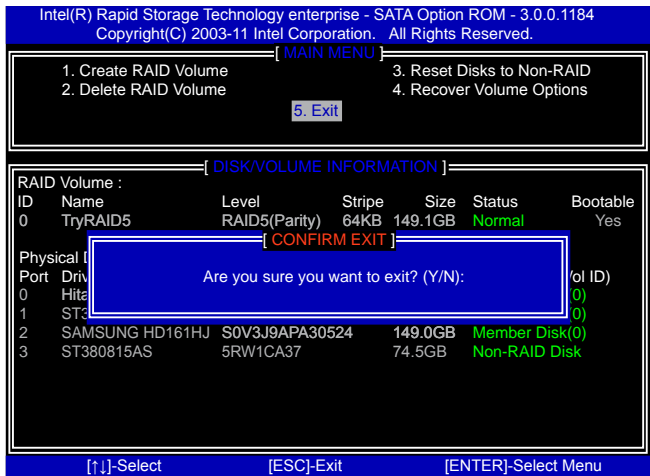 Intel(R) Rapid Storage Technology enterprise - SATA Option ROM - 3.0.0.1184
Copyright(C) 2003-11 Intel Corporation. All Rights Reserved.
[ MAIN MENU ]
1. Create RAID Volume 3. Reset Disks to Non-RAID
2. Delete RAID Volume 4. Recover Volume Options
5. Exit
[ DISK/VOLUME INFORMATION ]
RAID Volume :
ID Name Level Stripe Size Status Bootable
0 TryRAID5 RAID5(Parity) 64KB 149.1GB Normal Yes
[ CONFIRM EXIT ]
Physical
Are you sure you want to exit? (Y/N):
Port ID)
0 (0)
1 (0)
2 SAMSUNG HD161HJ S0V3J9APA30524 149.0GB Member Disk(0)
3 ST380815AS 5RW1CA37 74.5GB Non-RAID Disk
[↑↓]-Select [ESC]-Exit [ENTER]-Select Menu